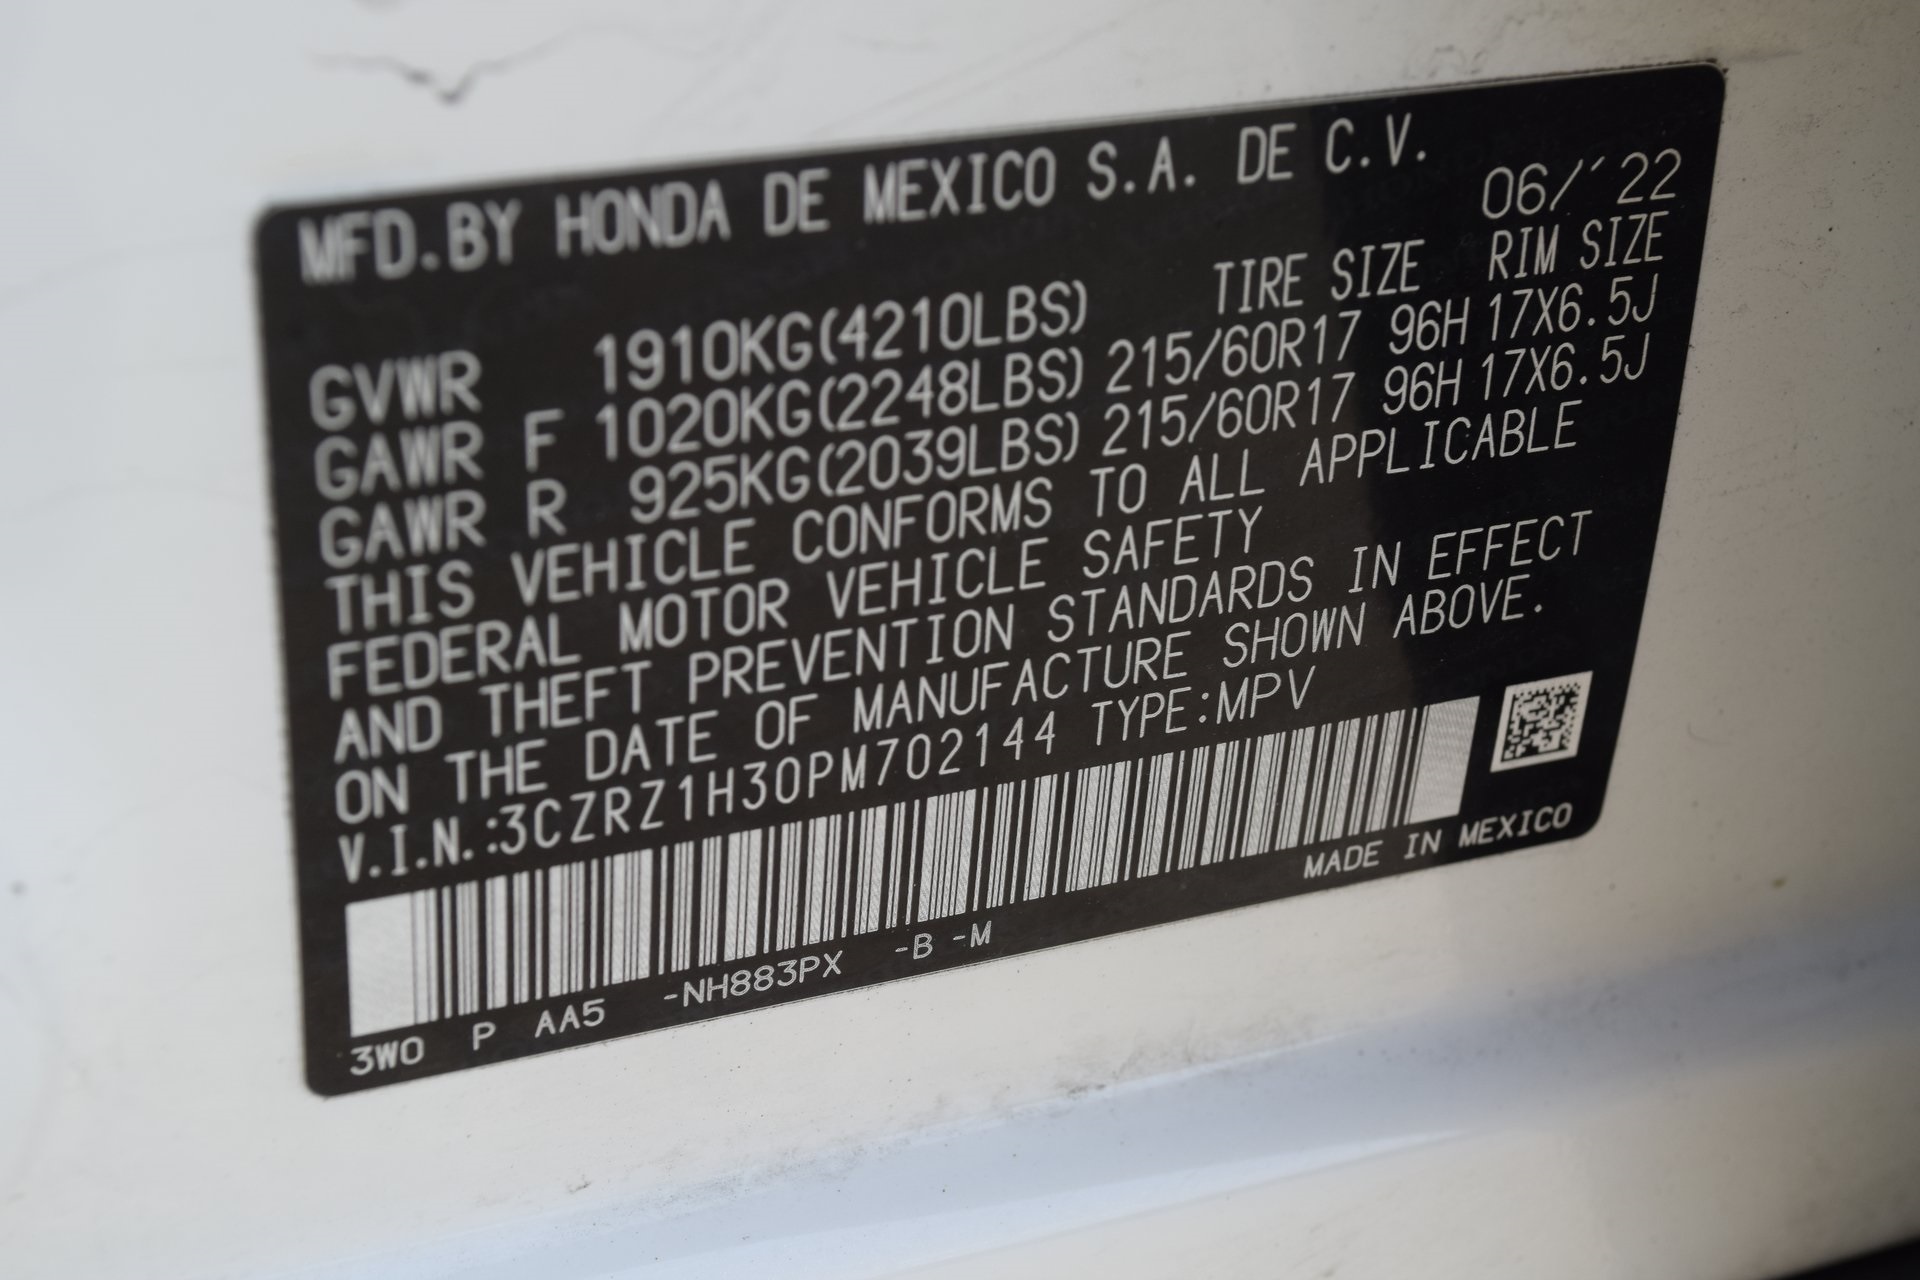 MFD.BY HONDA DE MEXICO S.A. DE C.V.
06/'22
TIRE SIZE RIM SIZE
GVWR 1910KG(4210LBS)
GAWR F 1020KG(2248LBS) 215/60R17 96H 17X6.5J
GAWR R 925KG(2039LBS) 215/60R17 96H 17X6.5J
THIS VEHICLE CONFORMS TO ALL APPLICABLE
FEDERAL MOTOR VEHICLE SAFETY
AND THEFT PREVENTION STANDARDS IN EFFECT
ON THE DATE OF MANUFACTURE SHOWN ABOVE.
V.I.N.:3CZRZ1H30PM702144 TYPE:MPV
3W0 P AA5 -NH883PX -B -M
MADE IN MEXICO